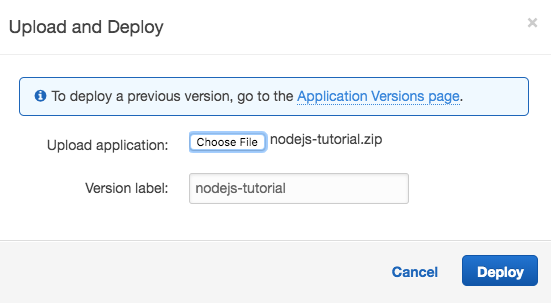 Upload and Deploy
×
To deploy a previous version, go to the Application Versions page.
Upload application: Choose File nodejs-tutorial.zip
Version label: nodejs-tutorial
Cancel Deploy